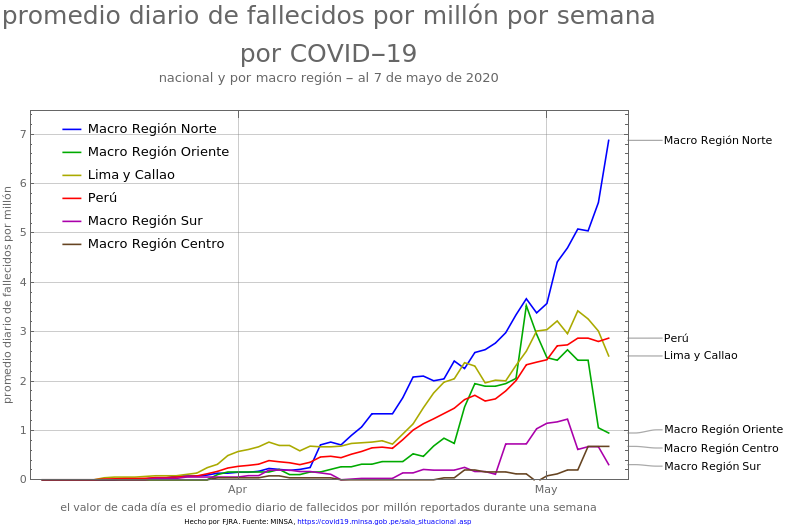 promedio diario de fallecidos por millón por semana
por COVID−19
nacional y por macro región − al 7 de mayo de 2020
Macro Región Norte
Macro Región Oriente
Lima y Callao
Perú
Macro Región Sur
Macro Región Centro
promedio diario de fallecidos por millón
7
6
5
4
3
2
1
0
Apr
May
Macro Región Norte
Perú
Lima y Callao
Macro Región Oriente
Macro Región Centro
Macro Región Sur
el valor de cada día es el promedio diario de fallecidos por millón reportados durante una semana
Hecho por FJRA. Fuente: MINSA, https://covid19.minsa.gob.pe/sala_situacional.asp